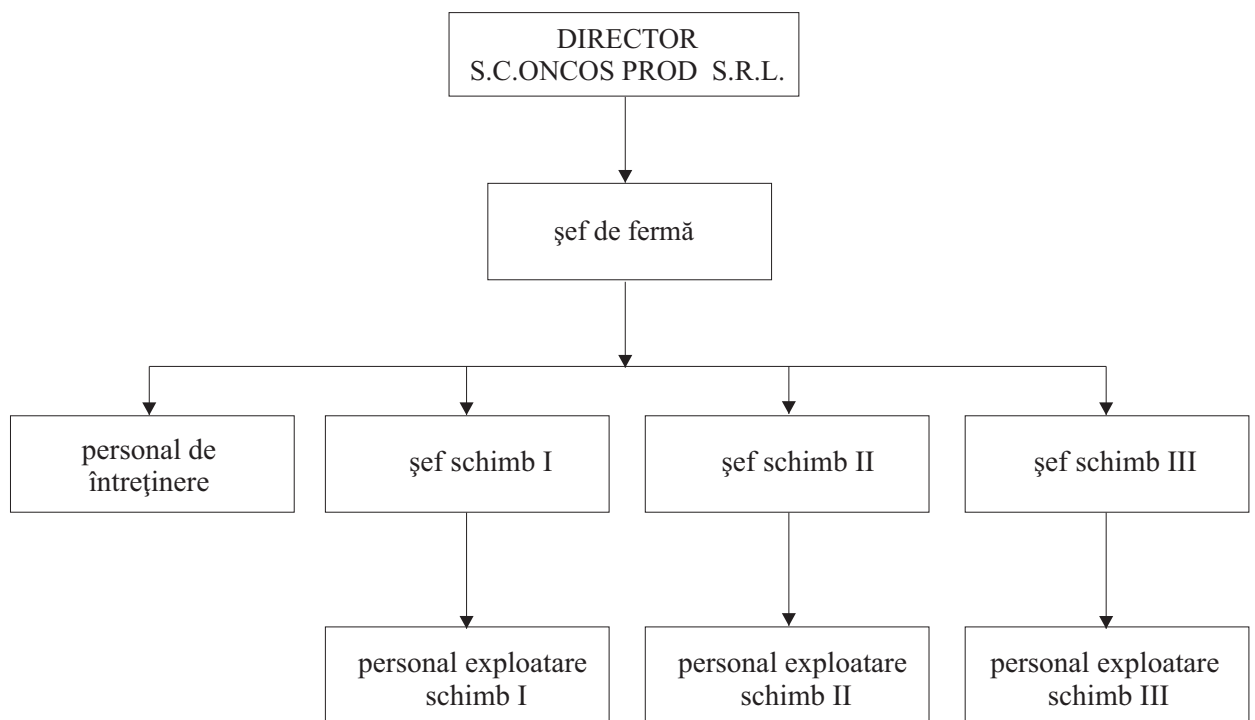 DIRECTOR
S.C.ONCOS PROD S.R.L.
şef de fermă
personal de
întreţinere
şef schimb I
şef schimb II
şef schimb III
personal exploatare
schimb I
personal exploatare
schimb II
personal exploatare
schimb III